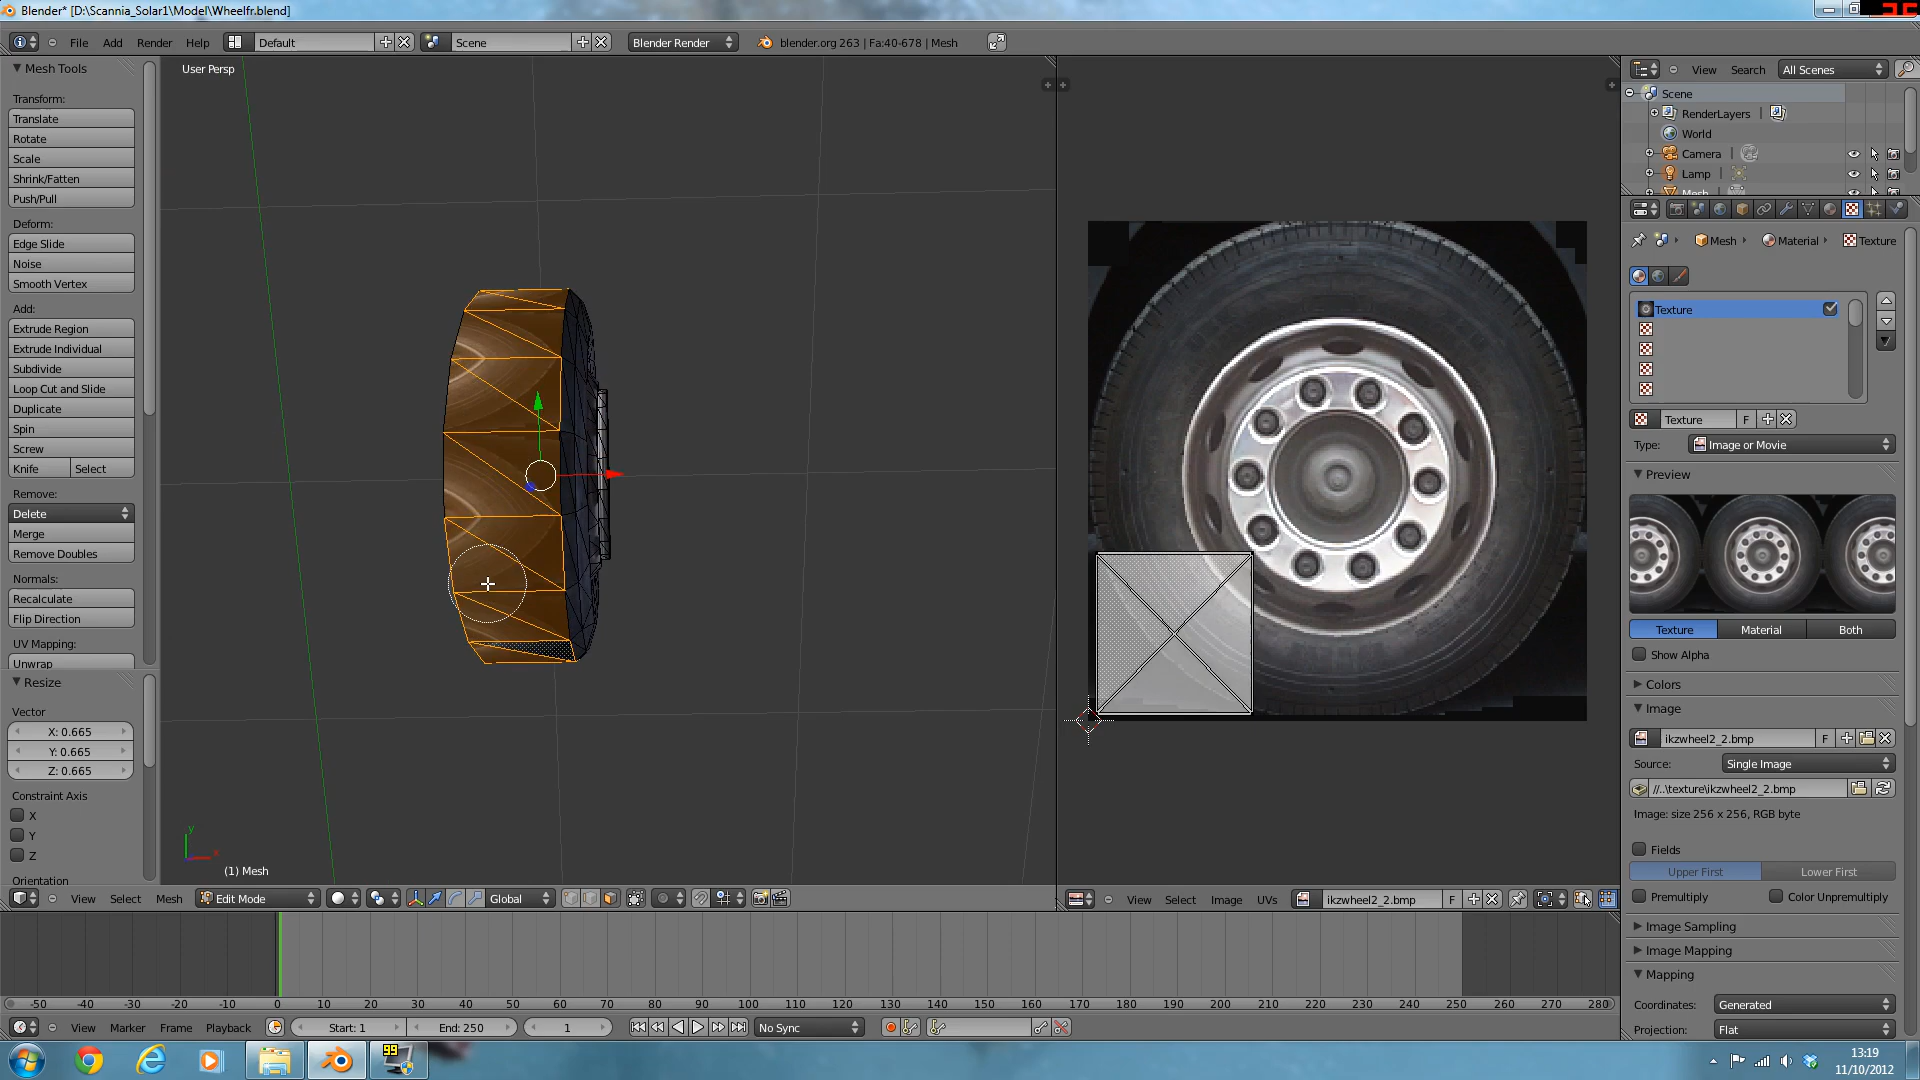 Blender* [D:\Scannia_Solar1\Model\Wheelfr.blend]
File Add Render Help Default Scene Blender Render blender.org 263 | Fa:40-678 | Mesh
Mesh Tools
Transform:
Translate
Rotate
Scale
Shrink/Fatten
Push/Pull
Deform:
Edge Slide
Noise
Smooth Vertex
Add:
Extrude Region
Extrude Individual
Subdivide
Loop Cut and Slide
Duplicate
Spin
Screw
Knife Select
Remove:
Delete
Merge
Remove Doubles
Normals:
Recalculate
Flip Direction
UV Mapping:
Unwrap
Resize
Vector
X: 0.665
Y: 0.665
Z: 0.665
Constraint Axis
X
Y
Z
Orientation
User Persp
y
x
(1) Mesh
View Select Mesh Edit Mode Global
View Select Image UVs ikzwheel2_2.bmp F
View Search All Scenes
Scene
RenderLayers |
World
Camera |
Lamp |
Mesh |
Mesh Material Texture
Texture
Texture F
Type: Image or Movie
Preview
Texture Material Both
Show Alpha
Colors
Image
ikzwheel2_2.bmp F
Source: Single Image
//..\texture\ikzwheel2_2.bmp
Image: size 256 x 256, RGB byte
Fields
Upper First Lower First
Premultiply Color Unpremultiply
Image Sampling
Image Mapping
Mapping
Coordinates: Generated
Projection: Flat
-50 -40 -30 -20 -10 0 10 20 30 40 50 60 70 80 90 100 110 120 130 140 150 160 170 180 190 200 210 220 230 240 250 260 270 280
View Marker Frame Playback Start: 1 End: 250 1 No Sync
99
13:19
11/10/2012